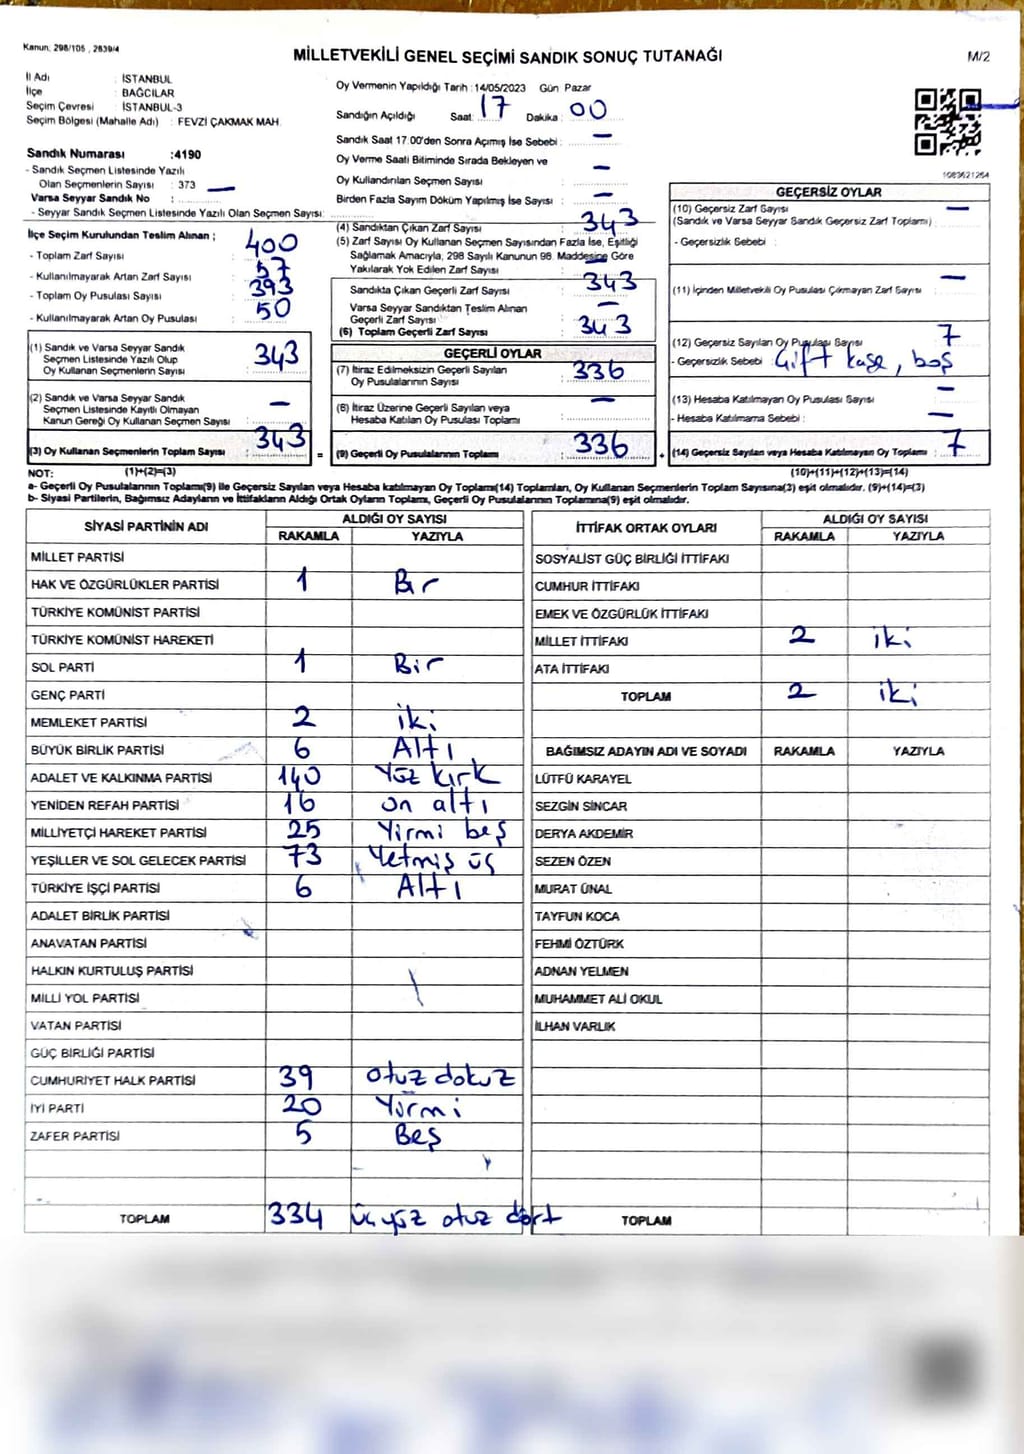 Kanun, 298/105 , 2839/4
MİLLETVEKİLİ GENEL SEÇİMİ SANDIK SONUÇ TUTANAĞI
M/2
İl Adı : İSTANBUL
İlçe : BAĞCILAR
Seçim Çevresi : İSTANBUL-3
Seçim Bölgesi (Mahalle Adı) : FEVZİ ÇAKMAK MAH.
Sandık Numarası :4190
- Sandık Seçmen Listesinde Yazılı
Olan Seçmenlerin Sayısı : 373 —
Varsa Seyyar Sandık No :
- Seyyar Sandık Seçmen Listesinde Yazılı Olan Seçmen Sayısı:
Oy Vermenin Yapıldığı Tarih :14/05/2023 Gün Pazar
Sandığın Açıldığı Saat: 17 Dakika: 00
Sandık Saat 17:00'den Sonra Açımış İse Sebebi : —
Oy Verme Saati Bitiminde Sırada Bekleyen ve
Oy Kullandırılan Seçmen Sayısı : —
Birden Fazla Sayım Döküm Yapılmış İse Sayısı : —
1083621264
İlçe Seçim Kurulundan Teslim Alınan ;
- Toplam Zarf Sayısı : 400
- Kullanılmayarak Artan Zarf Sayısı : 57
- Toplam Oy Pusulası Sayısı : 393
- Kullanılmayarak Artan Oy Pusulası : 50
(1) Sandık ve Varsa Seyyar Sandık
Seçmen Listesinde Yazılı Olup
Oy Kullanan Seçmenlerin Sayısı : 343
(2) Sandık ve Varsa Seyyar Sandık
Seçmen Listesinde Kayıtlı Olmayan
Kanun Gereği Oy Kullanan Seçmen Sayısı : —
(3) Oy Kullanan Seçmenlerin Toplam Sayısı : 343
(4) Sandıktan Çıkan Zarf Sayısı : 343
(5) Zarf Sayısı Oy Kullanan Seçmen Sayısından Fazla İse, Eşitliği
Sağlamak Amacıyla, 298 Sayılı Kanunun 98. Maddesine Göre
Yakılarak Yok Edilen Zarf Sayısı : —
Sandıkta Çıkan Geçerli Zarf Sayısı : 343
Varsa Seyyar Sandıktan Teslim Alınan
Geçerli Zarf Sayısı : —
(6) Toplam Geçerli Zarf Sayısı : 343
GEÇERLİ OYLAR
(7) İtiraz Edilmeksizin Geçerli Sayılan
Oy Pusulalarının Sayısı : 336
(8) İtiraz Üzerine Geçerli Sayılan veya
Hesaba Katılan Oy Pusulası Toplamı : —
= (9) Geçerli Oy Pusulalarının Toplamı : 336 +
GEÇERSİZ OYLAR
(10) Geçersiz Zarf Sayısı : —
(Sandık ve Varsa Seyyar Sandık Geçersiz Zarf Toplamı)
- Geçersizlik Sebebi :
(11) İçinden Milletvekili Oy Pusulası Çıkmayan Zarf Sayısı : —
(12) Geçersiz Sayılan Oy Pusulası Sayısı : 7
- Geçersizlik Sebebi : Çift kaşe, boş
(13) Hesaba Katılmayan Oy Pusulası Sayısı : —
- Hesaba Katılmama Sebebi : —
(14) Geçersiz Sayılan veya Hesaba Katılmayan Oy Toplamı : 7
NOT: (1)+(2)=(3) (10)+(11)+(12)+(13)=(14)
a- Geçerli Oy Pusulalarının Toplamı(9) ile Geçersiz Sayılan veya Hesaba katılmayan Oy Toplamı(14) Toplamları, Oy Kullanan Seçmenlerin Toplam Sayısına(3) eşit olmalıdır. (9)+(14)=(3)
b- Siyasi Partilerin, Bağımsız Adayların ve İttifakların Aldığı Ortak Oyların Toplamı, Geçerli Oy Pusulalarının Toplamına(9) eşit olmalıdır.
SİYASİ PARTİNİN ADI ALDIĞI OY SAYISI
RAKAMLA YAZIYLA
MİLLET PARTİSİ
HAK VE ÖZGÜRLÜKLER PARTİSİ 1 Bir
TÜRKİYE KOMÜNİST PARTİSİ
TÜRKİYE KOMÜNİST HAREKETİ
SOL PARTİ 1 Bir
GENÇ PARTİ
MEMLEKET PARTİSİ 2 iki
BÜYÜK BİRLİK PARTİSİ 6 Altı
ADALET VE KALKINMA PARTİSİ 140 Yüz kırk
YENİDEN REFAH PARTİSİ 16 on altı
MİLLİYETÇİ HAREKET PARTİSİ 25 Yirmi beş
YEŞİLLER VE SOL GELECEK PARTİSİ 73 Yetmiş üç
TÜRKİYE İŞÇİ PARTİSİ 6 Altı
ADALET BİRLİK PARTİSİ
ANAVATAN PARTİSİ
HALKIN KURTULUŞ PARTİSİ
MİLLİ YOL PARTİSİ
VATAN PARTİSİ
GÜÇ BİRLİĞİ PARTİSİ
CUMHURİYET HALK PARTİSİ 39 otuz dokuz
İYİ PARTİ 20 Yirmi
ZAFER PARTİSİ 5 Beş
TOPLAM 334 üçyüz otuz dört
İTTİFAK ORTAK OYLARI ALDIĞI OY SAYISI
RAKAMLA YAZIYLA
SOSYALİST GÜÇ BİRLİĞİ İTTİFAKI
CUMHUR İTTİFAKI
EMEK VE ÖZGÜRLÜK İTTİFAKI
MİLLET İTTİFAKI 2 iki
ATA İTTİFAKI
TOPLAM 2 iki
BAĞIMSIZ ADAYIN ADI VE SOYADI RAKAMLA YAZIYLA
LÜTFÜ KARAYEL
SEZGİN SİNCAR
DERYA AKDEMİR
SEZEN ÖZEN
MURAT ÜNAL
TAYFUN KOCA
FEHMİ ÖZTÜRK
ADNAN YELMEN
MUHAMMET ALİ OKUL
İLHAN VARLIK
TOPLAM